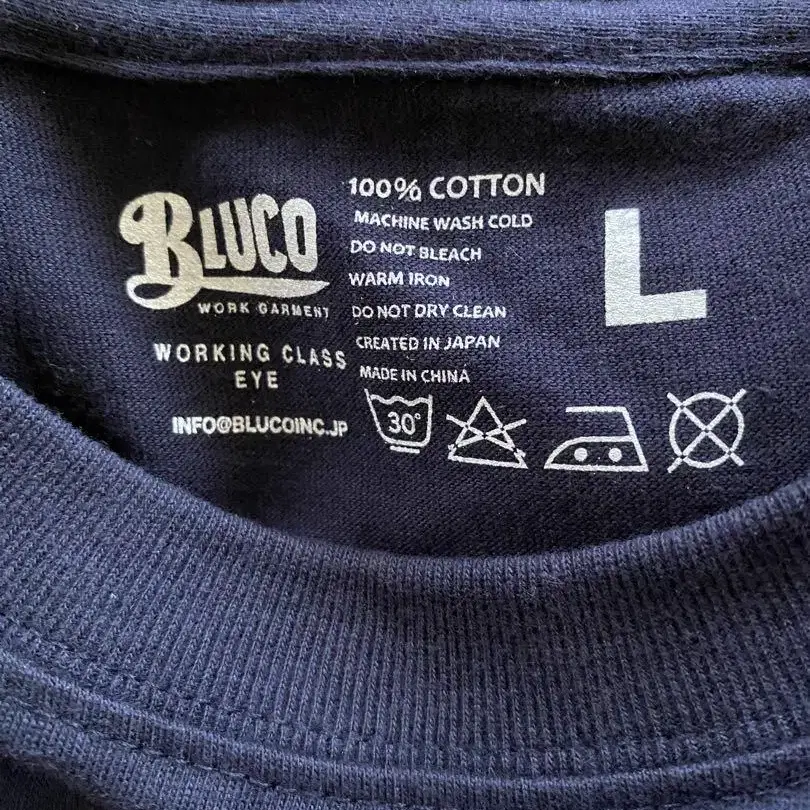 BLUCO
WORK GARMENT
WORKING CLASS
EYE
INFO@BLUCOINC.JP
100% COTTON
MACHINE WASH COLD
DO NOT BLEACH
WARM IRON
DO NOT DRY CLEAN
CREATED IN JAPAN
MADE IN CHINA
30°
L